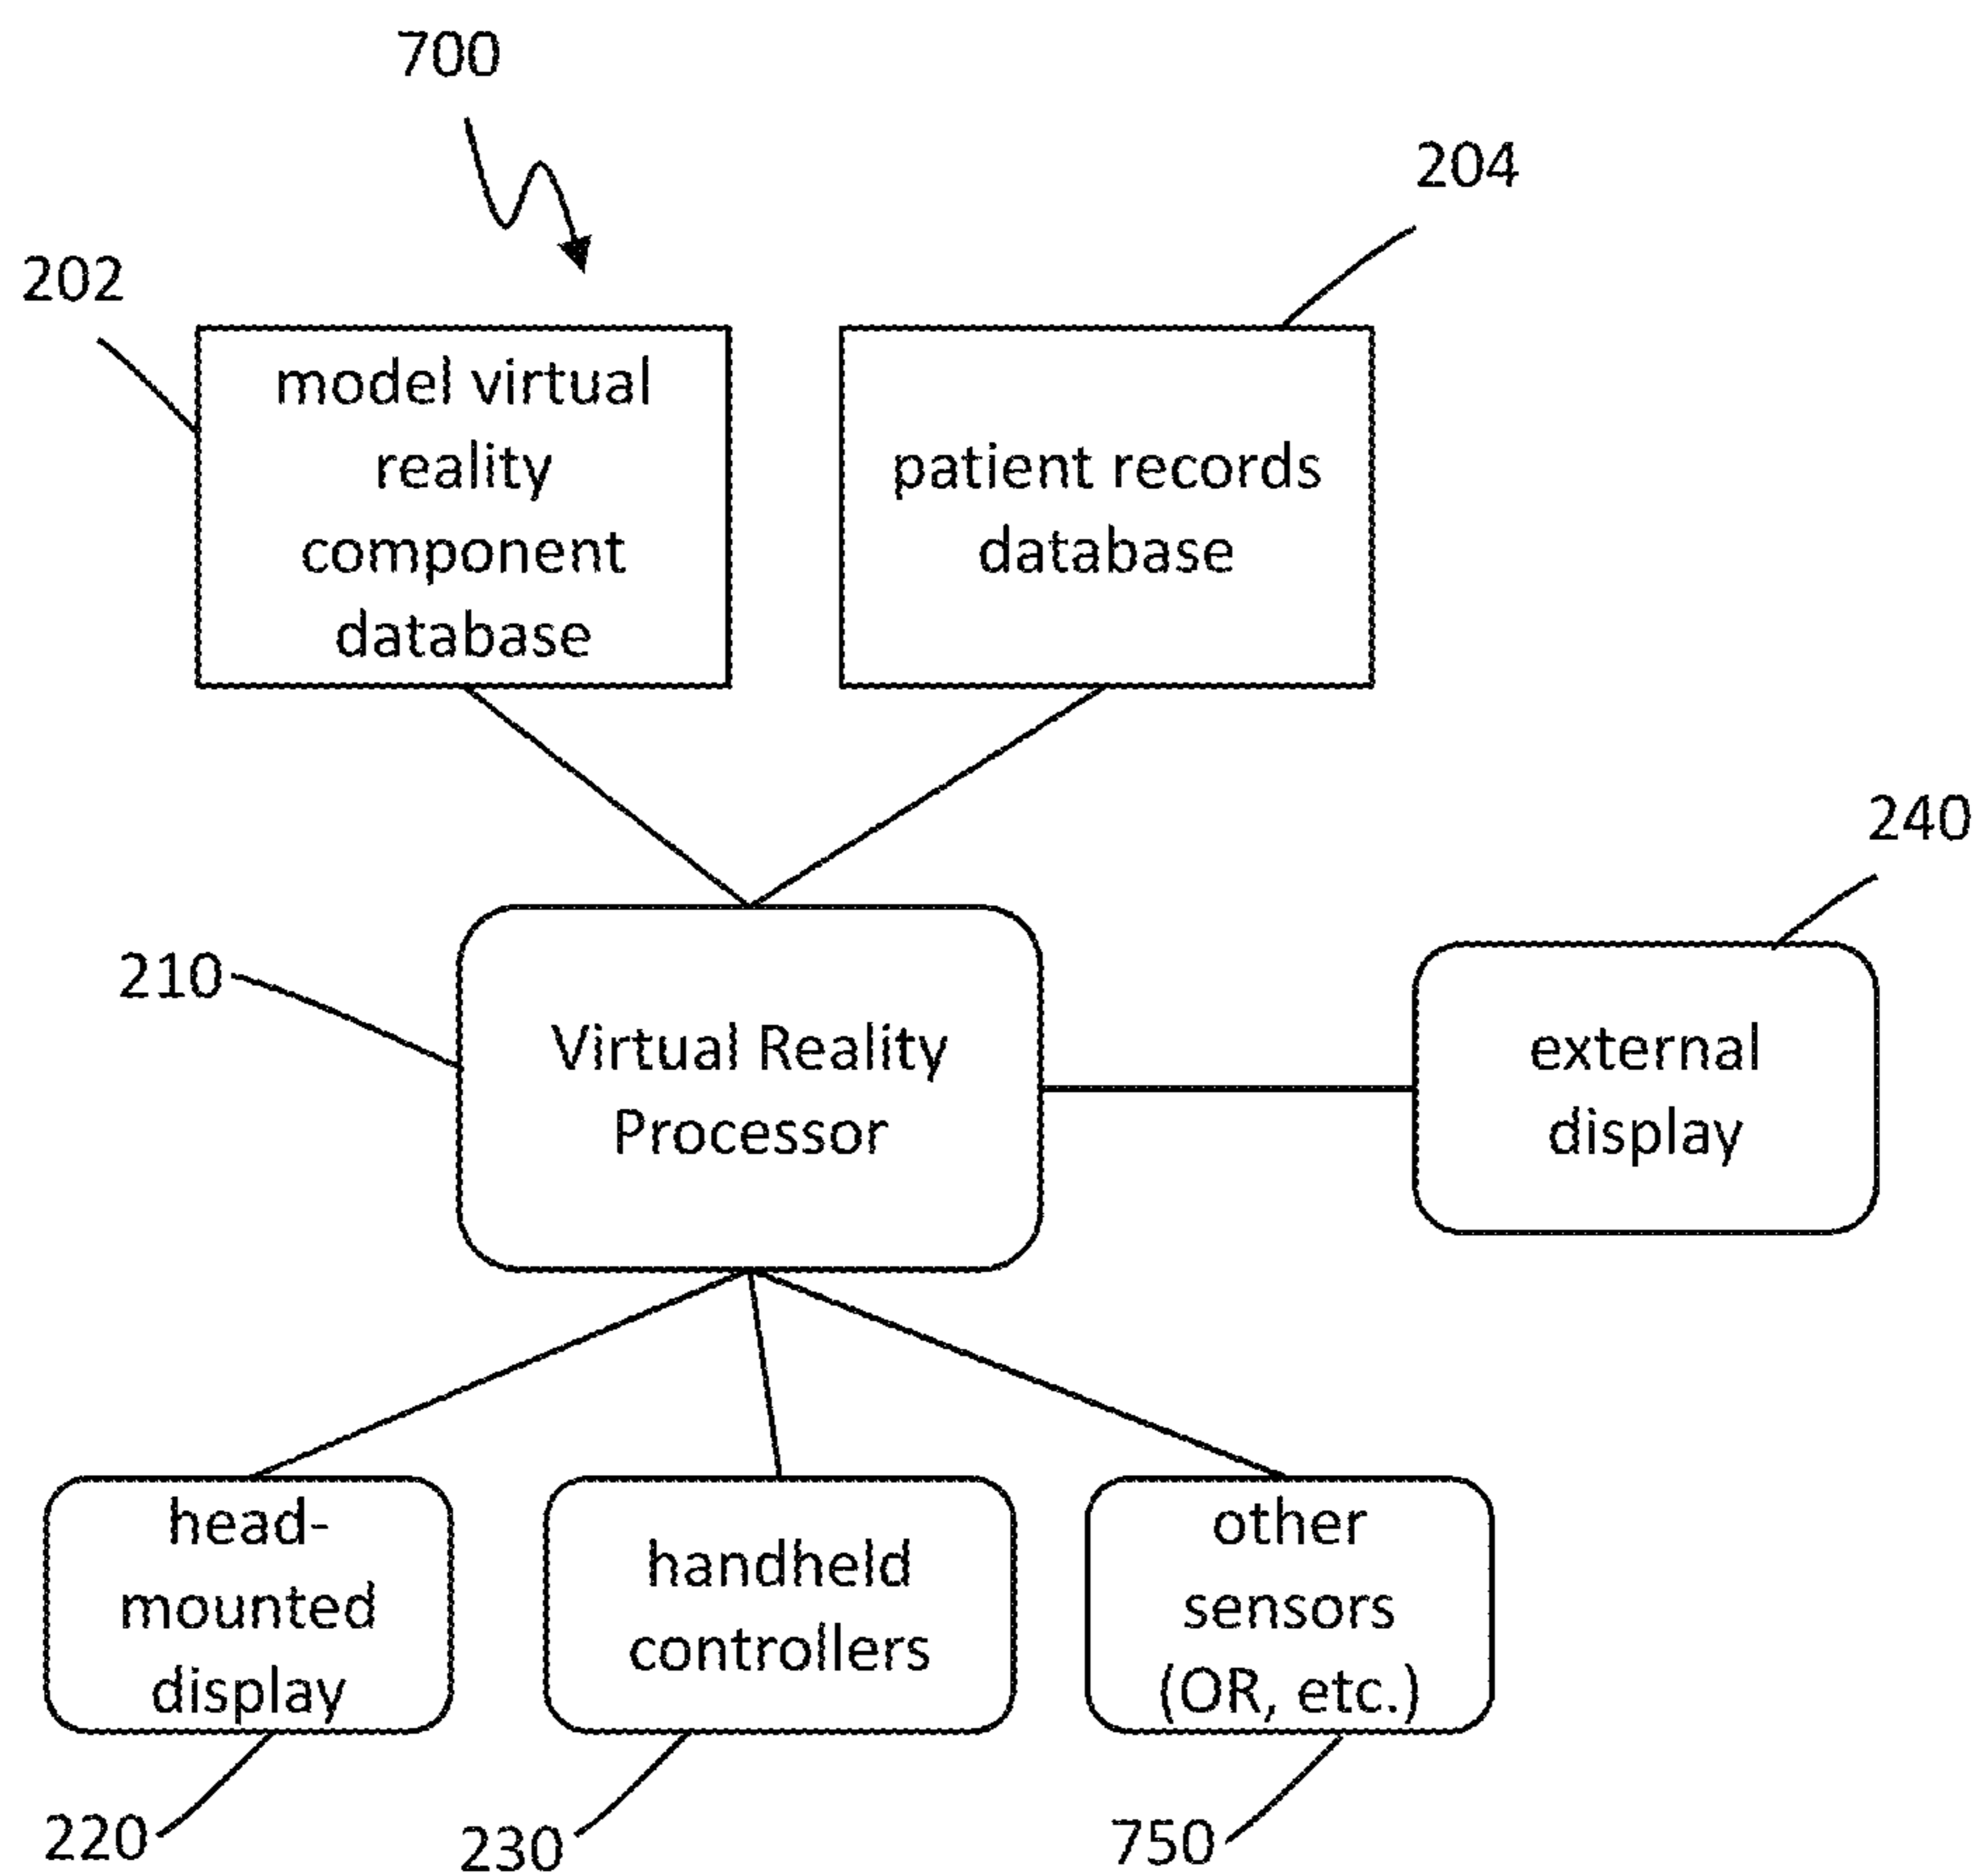 700
204
202
model virtual
reality
component
database
patient records
database
240
210
Virtual Reality
Processor
external
display
head-
mounted
display
handheld
controllers
other
sensors
(OR, etc.)
220
230
750